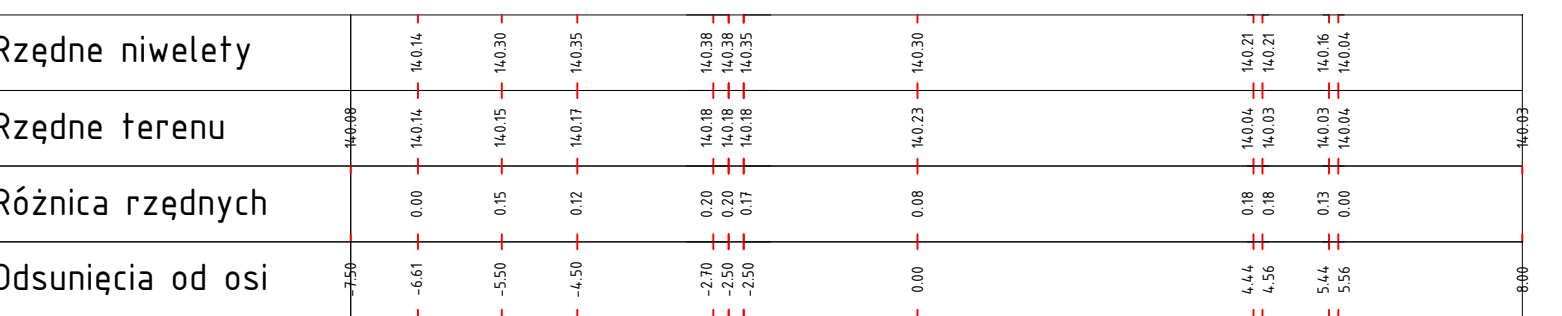 Rzędne niwelety 140.14 140.30 140.35 140.38 140.38 140.35 140.30 140.21 140.21 140.16 140.04
Rzędne terenu 140.08 140.14 140.15 140.17 140.18 140.18 140.18 140.23 140.04 140.03 140.03 140.04 140.03
Różnica rzędnych 0.00 0.15 0.12 0.20 0.20 0.17 0.08 0.18 0.18 0.13 0.00
Odsunięcia od osi -7.50 -6.61 -5.50 -4.50 -2.70 -2.50 -2.50 0.00 4.44 4.56 5.44 5.56 8.00